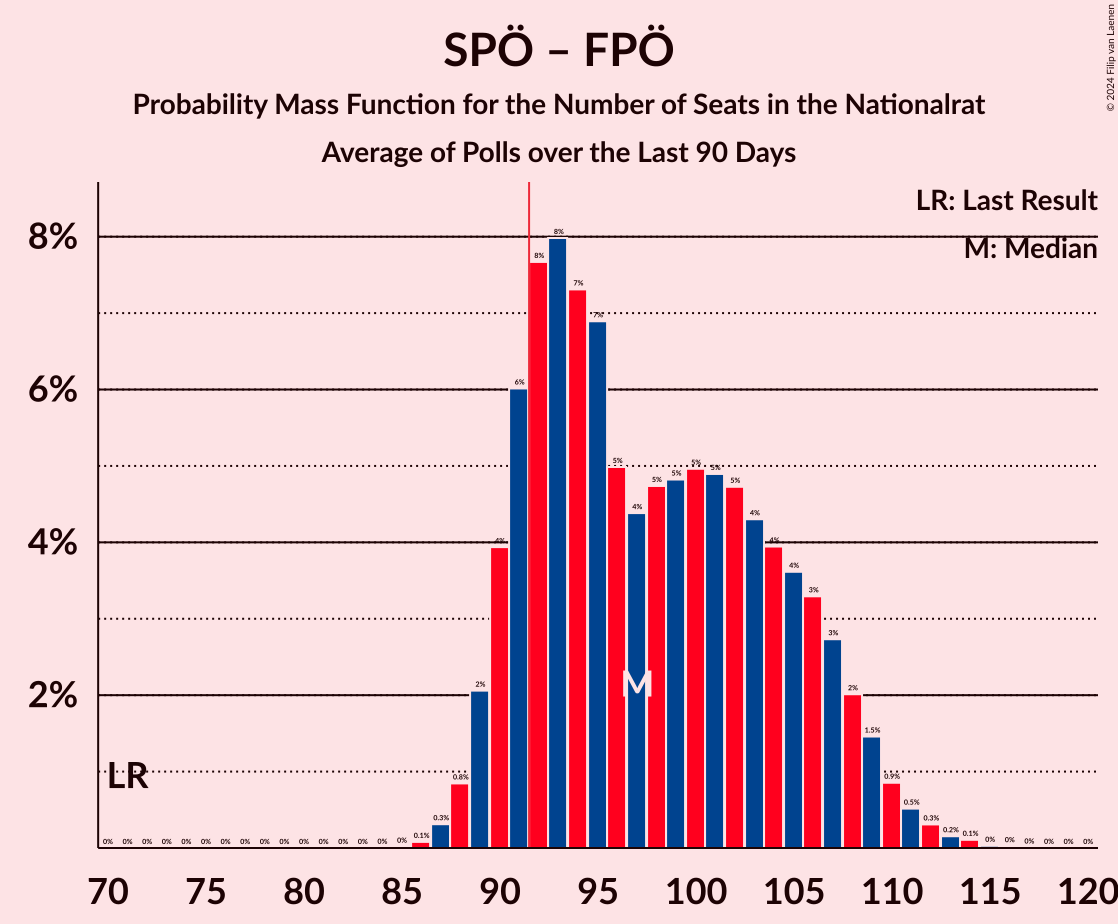 SPÖ – FPÖ
Probability Mass Function for the Number of Seats in the Nationalrat
Average of Polls over the Last 90 Days
© 2024 Filip van Laenen
LR: Last Result
M: Median
8%
6%
4%
2%
LR
M
0% 0% 0% 0% 0% 0% 0% 0% 0% 0% 0% 0% 0% 0% 0% 0% 0.1% 0.3% 0.8% 2% 4% 6% 8% 8% 7% 7% 5% 4% 5% 5% 5% 5% 5% 4% 4% 4% 3% 3% 2% 1.5% 0.9% 0.5% 0.3% 0.2% 0.1% 0% 0% 0% 0% 0% 0%
70 75 80 85 90 95 100 105 110 115 120